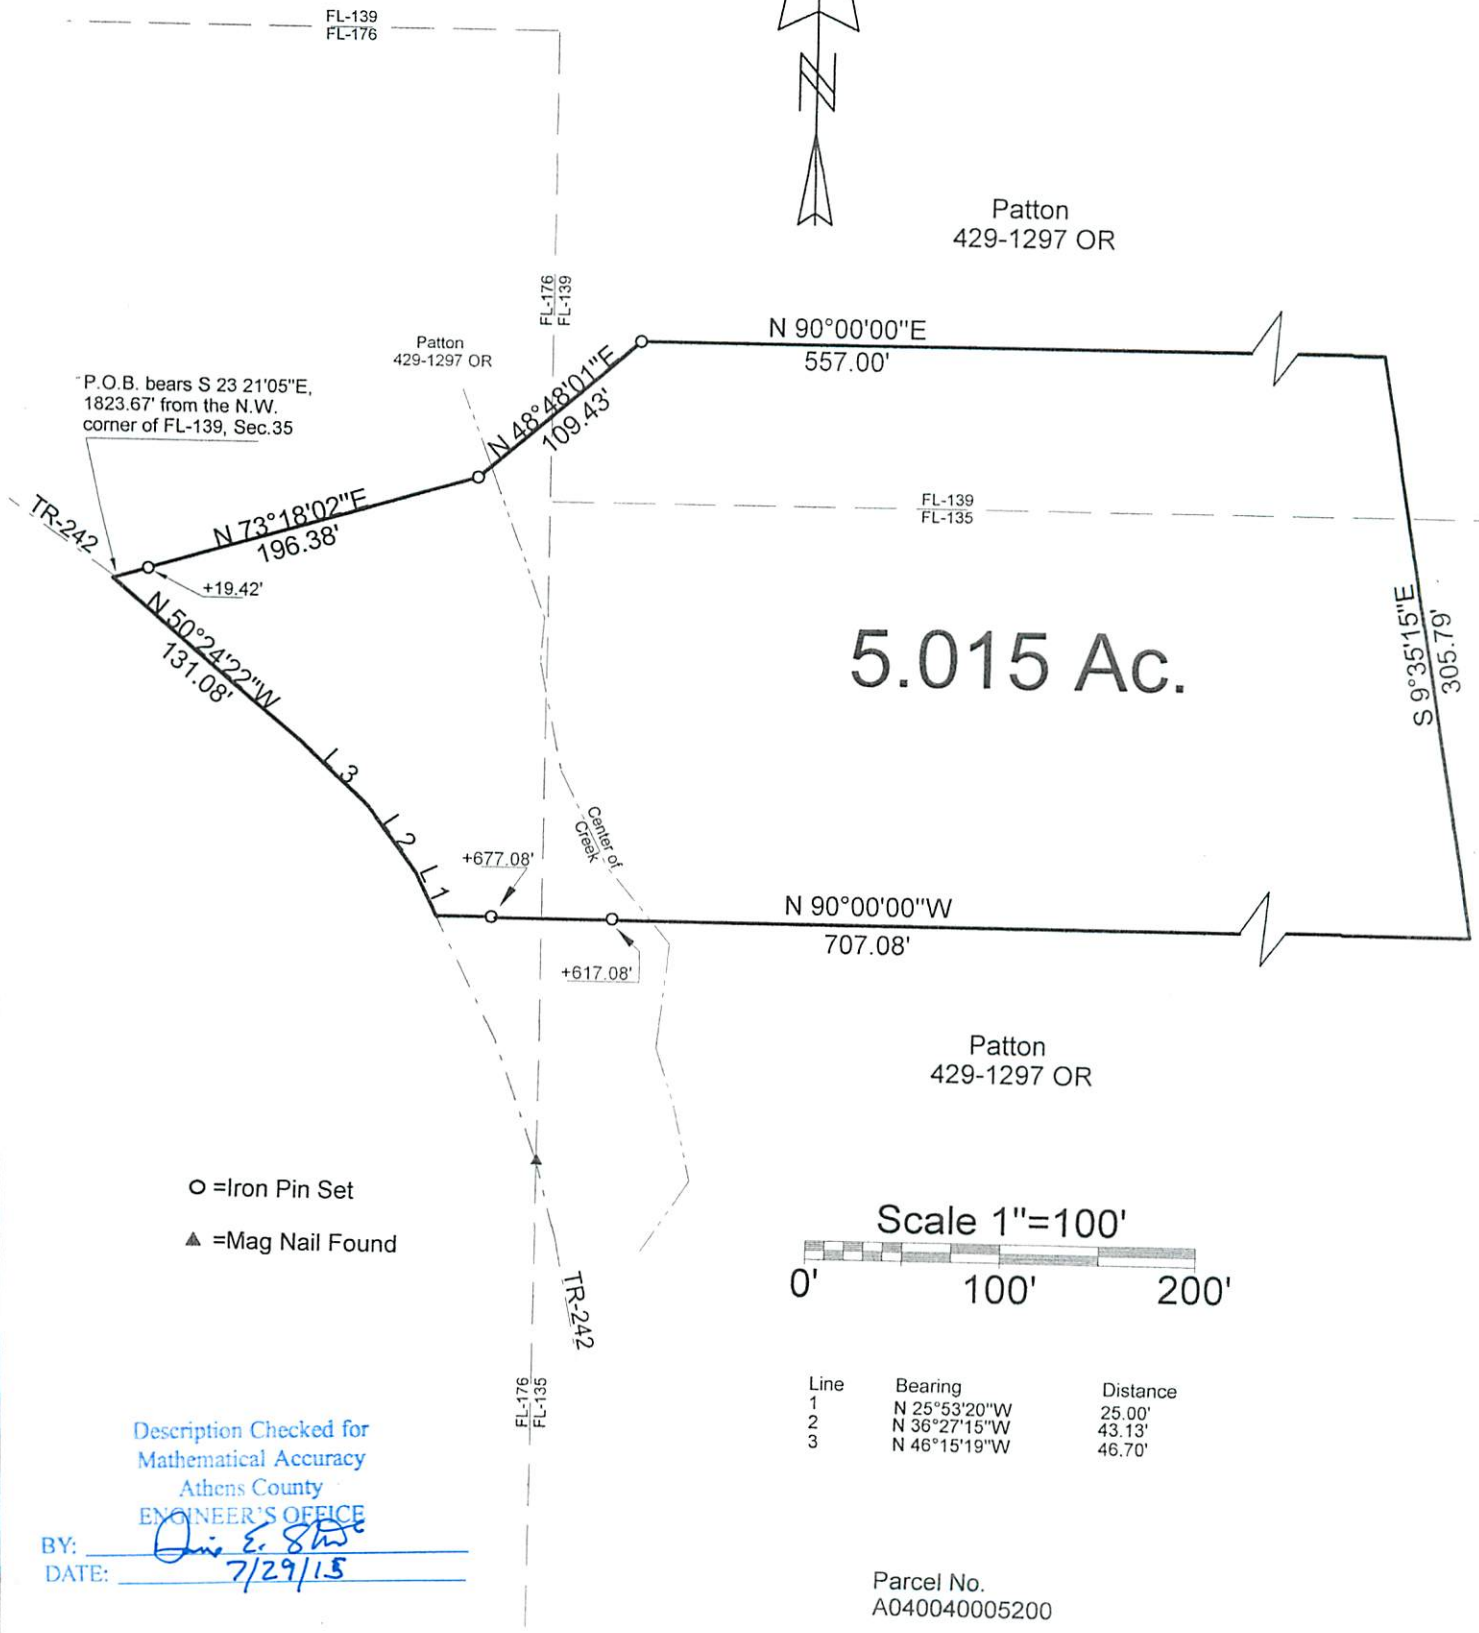 FL-139
FL-176
N
Patton
429-1297 OR
FL-176
FL-139
N 90°00'00"E
557.00'
Patton
429-1297 OR
P.O.B. bears S 23 21'05"E,
1823.67' from the N.W.
corner of FL-139, Sec.35
N 48°48'01"E
109.43'
TR-242
N 73°18'02"E
196.38'
+19.42'
FL-139
FL-135
N 50°24'22"W
131.08'
5.015 Ac.
S 9°35'15"E
305.79'
L 3
L 2
L 1
Center of
Creek
+677.08'
N 90°00'00"W
707.08'
+617.08'
Patton
429-1297 OR
=Iron Pin Set
=Mag Nail Found
Scale 1"=100'
0' 100' 200'
TR-242
FL-176
FL-135
Line Bearing Distance
1 N 25°53'20"W 25.00'
2 N 36°27'15"W 43.13'
3 N 46°15'19"W 46.70'
Description Checked for
Mathematical Accuracy
Athens County
ENGINEER'S OFFICE
BY:
DATE: 7/29/15
Parcel No.
A040040005200